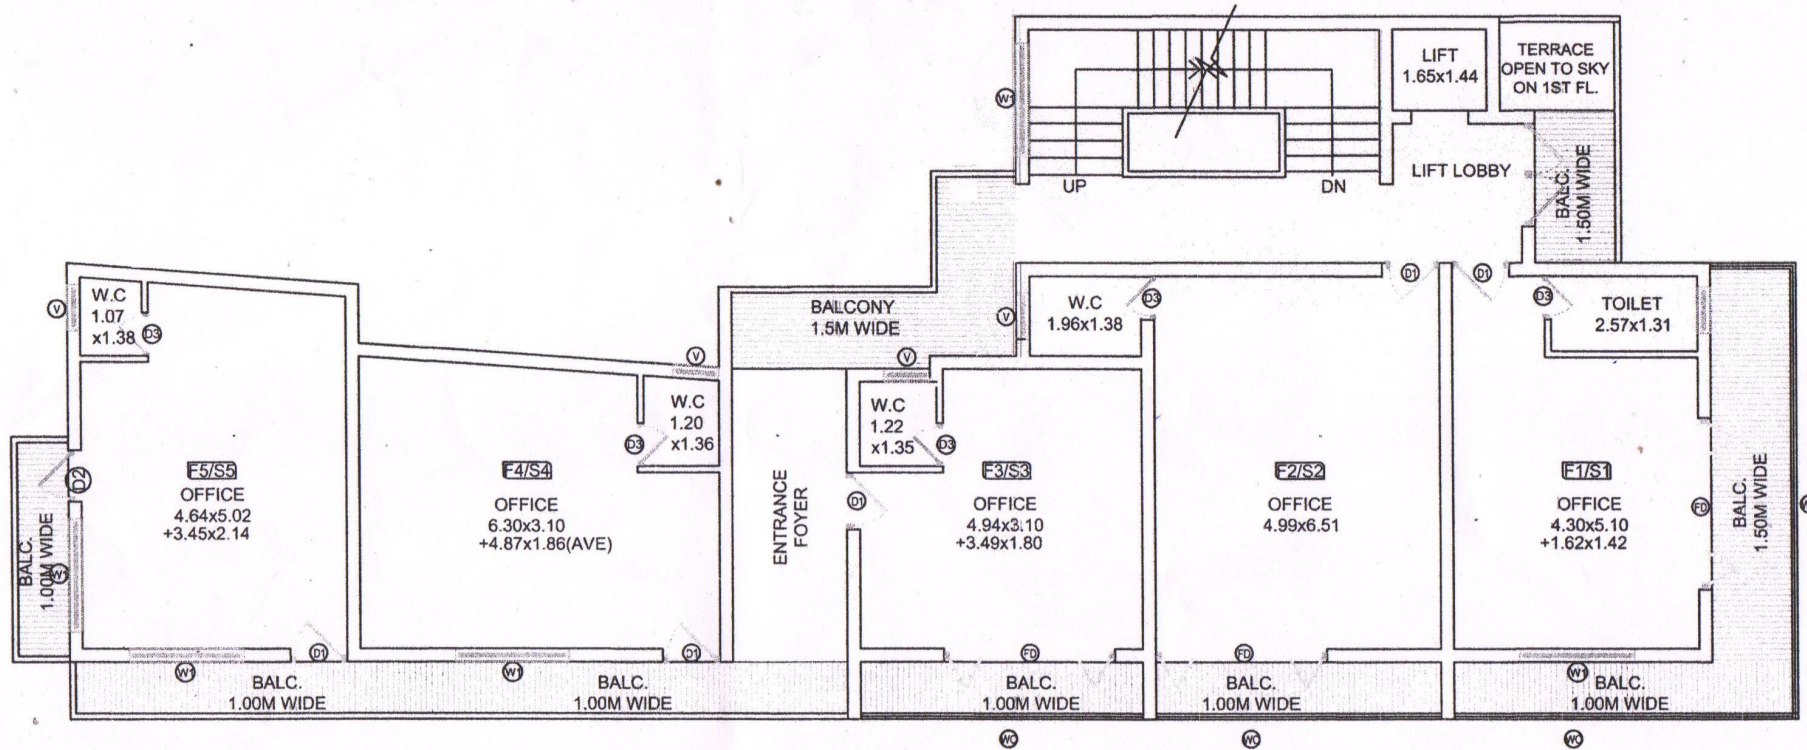 LIFT
1.65x1.44
TERRACE
OPEN TO SKY
ON 1ST FL.
W1
UP
DN
LIFT LOBBY
BALC.
1.50M WIDE
D1
D1
W.C
1.07
x1.38
V
D3
BALCONY
1.5M WIDE
V
W.C
1.96x1.38
D3
D3
TOILET
2.57x1.31
V
V
W.C
1.20
x1.36
D3
W.C
1.22
x1.35
D3
D2
F5/S5
OFFICE
4.64x5.02
+3.45x2.14
F4/S4
OFFICE
6.30x3.10
+4.87x1.86(AVE)
ENTRANCE
FOYER
D1
F3/S3
OFFICE
4.94x3.10
+3.49x1.80
F2/S2
OFFICE
4.99x6.51
F1/S1
OFFICE
4.30x5.10
+1.62x1.42
FD
BALC.
1.50M WIDE
BALC.
1.00M WIDE
W1
W1
D1
W1
D1
FD
FD
W1
BALC.
1.00M WIDE
BALC.
1.00M WIDE
BALC.
1.00M WIDE
BALC.
1.00M WIDE
BALC.
1.00M WIDE
WO
WO
WO